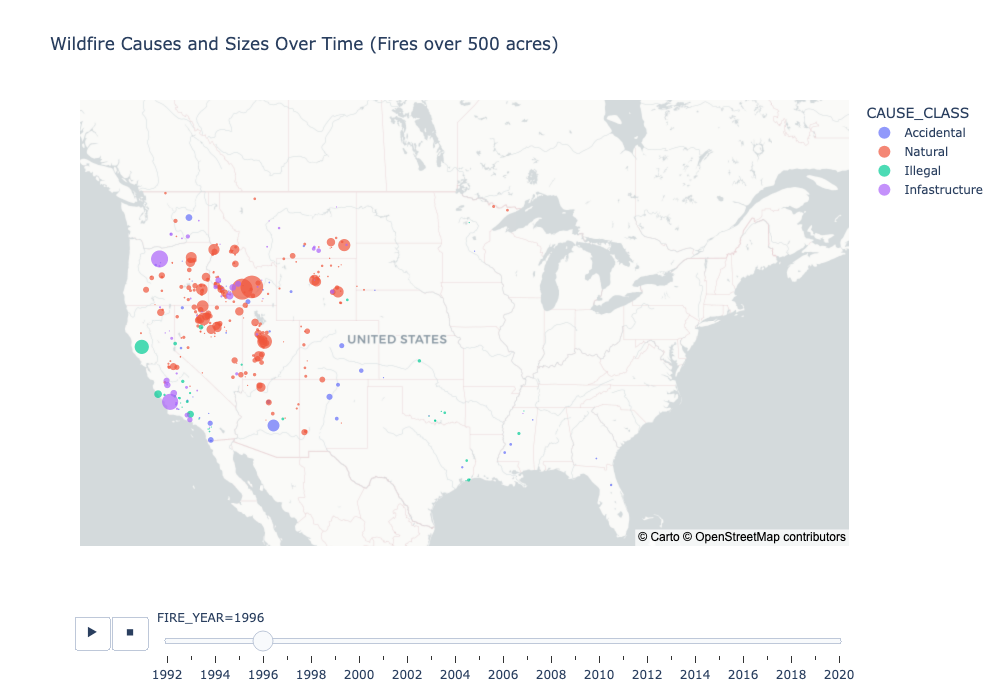 Wildfire Causes and Sizes Over Time (Fires over 500 acres)
CAUSE_CLASS
Accidental
Natural
Illegal
Infastructure
UNITED STATES
© Carto © OpenStreetMap contributors
FIRE_YEAR=1996
1992 1994 1996 1998 2000 2002 2004 2006 2008 2010 2012 2014 2016 2018 2020